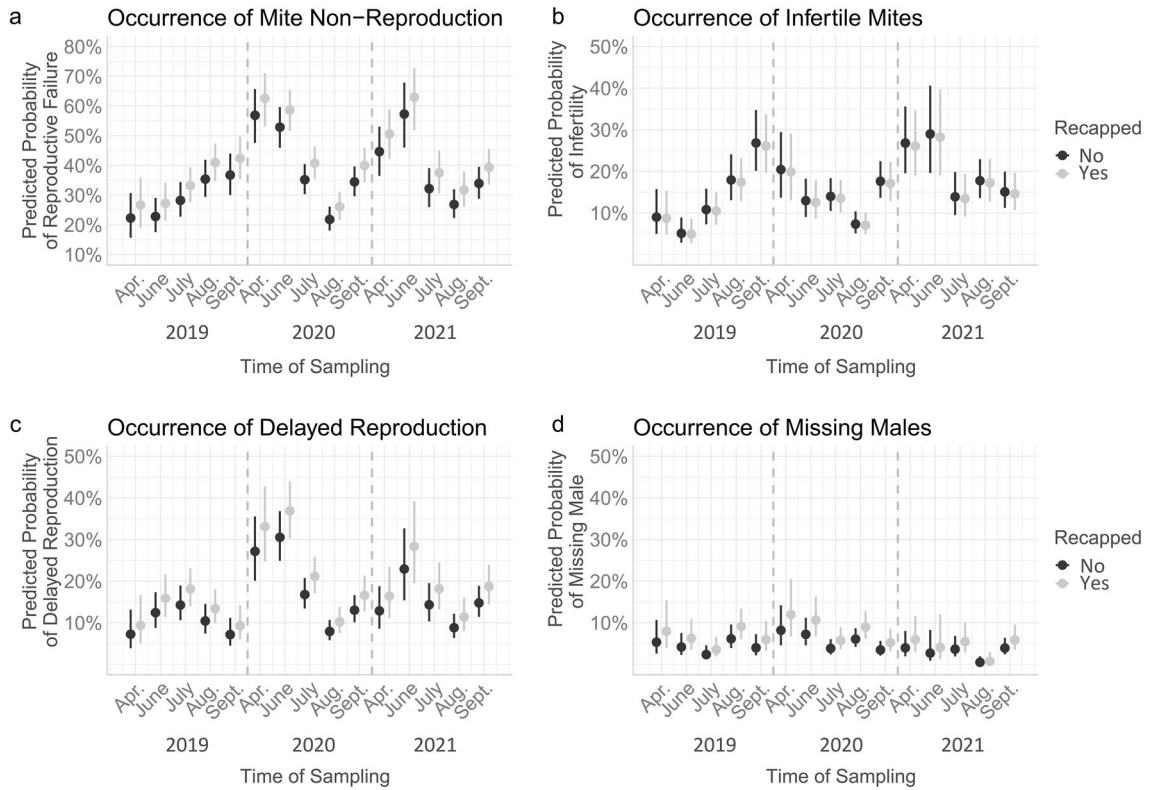 a
Occurrence of Mite Non−Reproduction
Predicted Probability
of Reproductive Failure
80%
70%
60%
50%
40%
30%
20%
10%
Apr. June July Aug. Sept. Apr. June July Aug. Sept. Apr. June July Aug. Sept.
2019 2020 2021
Time of Sampling
b
Occurrence of Infertile Mites
Predicted Probability
of Infertility
50%
40%
30%
20%
10%
Apr. June July Aug. Sept. Apr. June July Aug. Sept. Apr. June July Aug. Sept.
2019 2020 2021
Time of Sampling
Recapped
No
Yes
c
Occurrence of Delayed Reproduction
Predicted Probability
of Delayed Reproduction
50%
40%
30%
20%
10%
Apr. June July Aug. Sept. Apr. June July Aug. Sept. Apr. June July Aug. Sept.
2019 2020 2021
Time of Sampling
d
Occurrence of Missing Males
Predicted Probability
of Missing Male
50%
40%
30%
20%
10%
Apr. June July Aug. Sept. Apr. June July Aug. Sept. Apr. June July Aug. Sept.
2019 2020 2021
Time of Sampling
Recapped
No
Yes